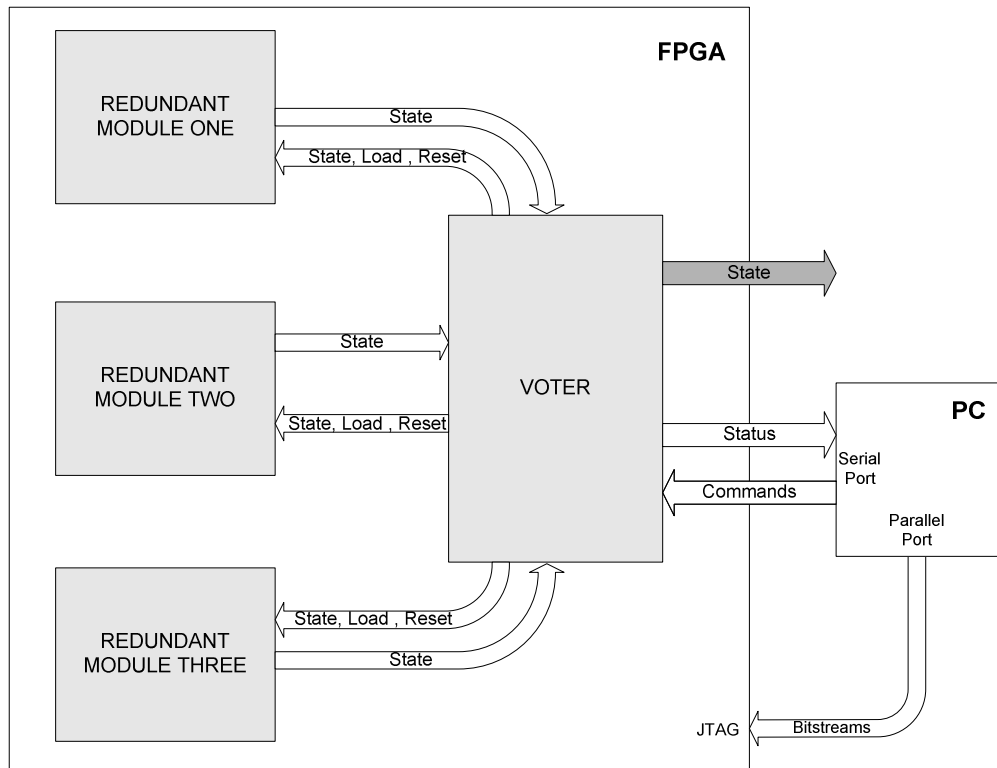 FPGA
REDUNDANT
MODULE ONE
State
State, Load , Reset
State
REDUNDANT
MODULE TWO
State
State, Load , Reset
VOTER
PC
Status
Serial
Port
Commands
Parallel
Port
REDUNDANT
MODULE THREE
State, Load , Reset
State
JTAG
Bitstreams